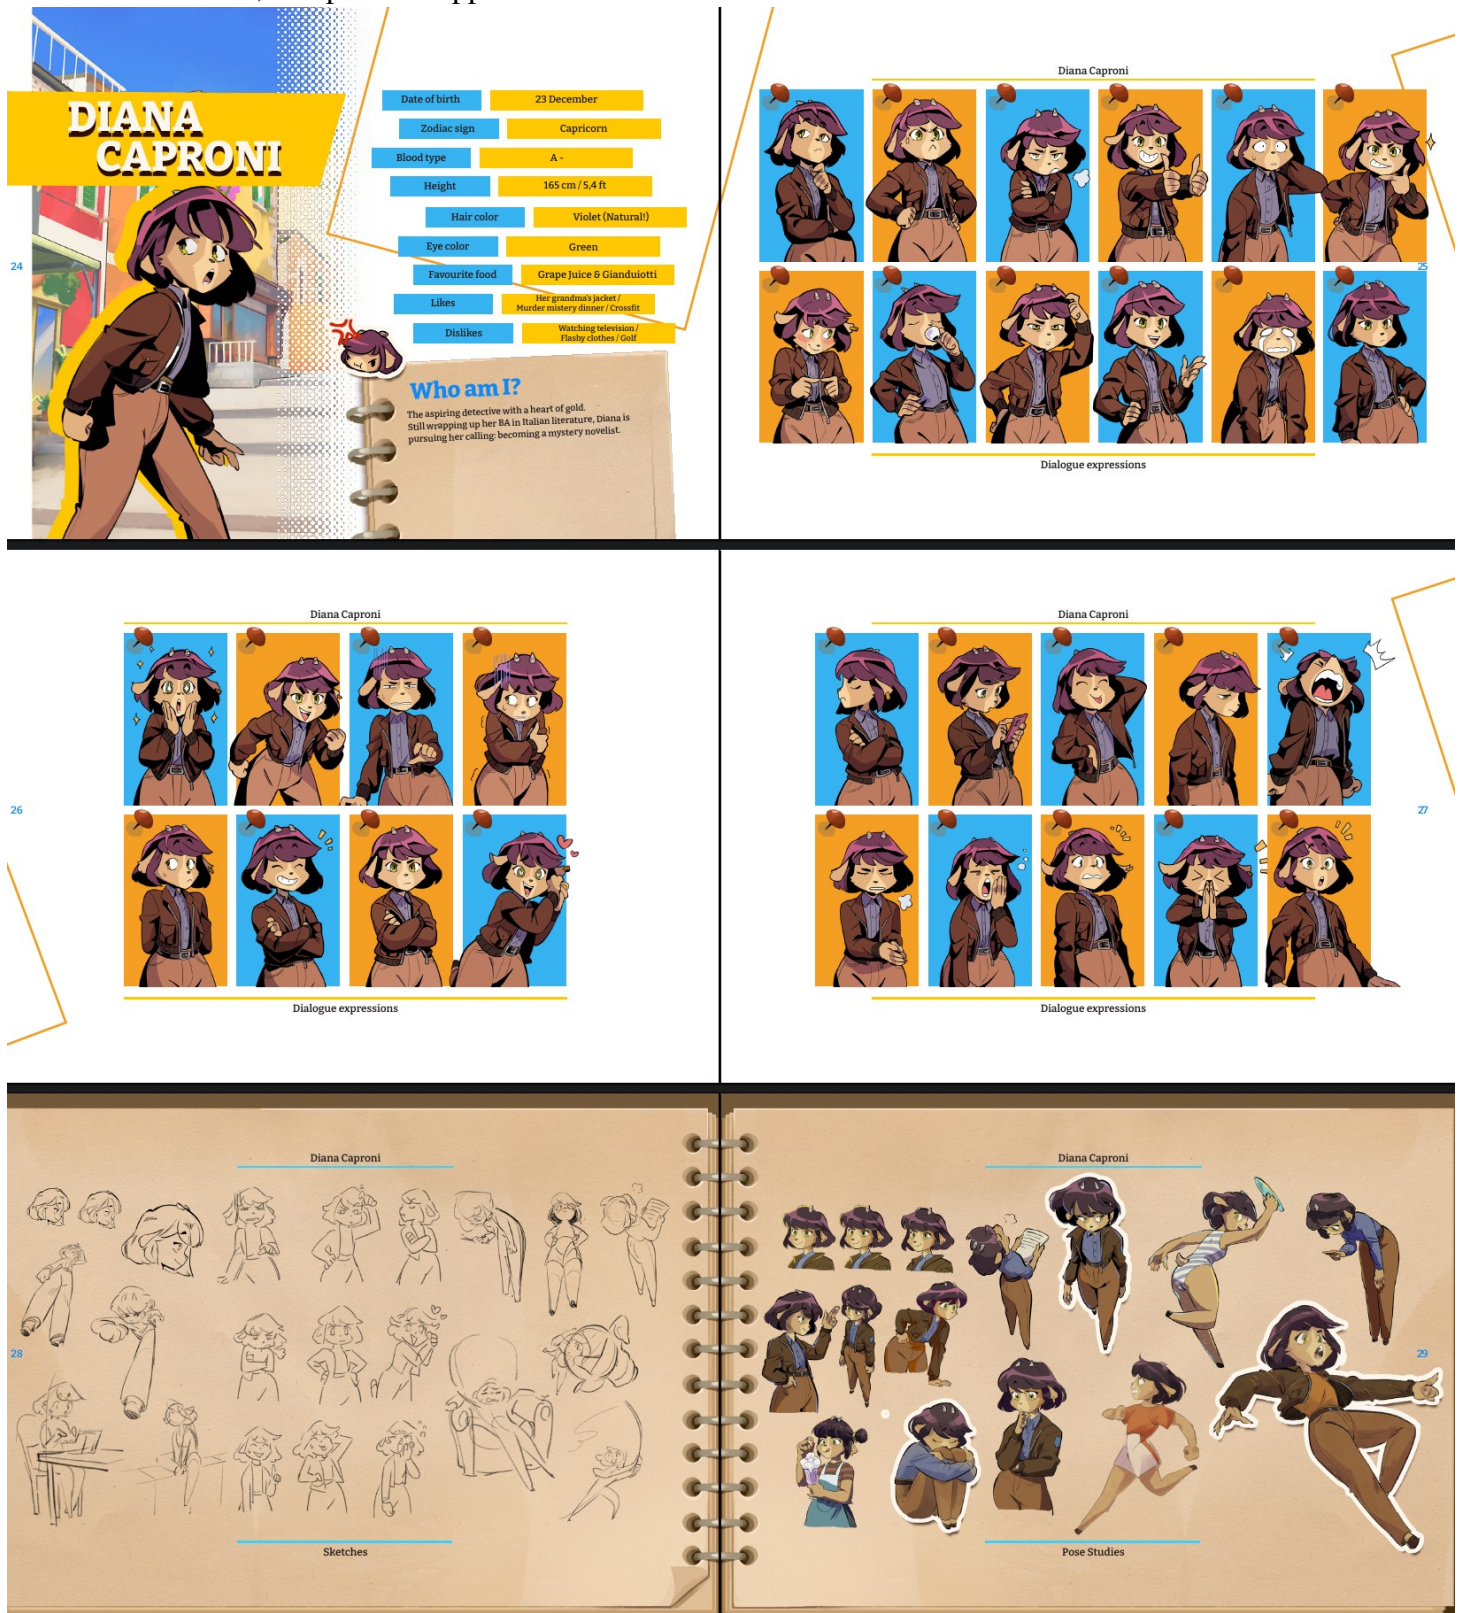 DIANA
CAPRONI
Date of birth
23 December
Zodiac sign
Capricorn
Blood type
A -
Height
165 cm / 5,4 ft
Hair color
Violet (Natural!)
Eye color
Green
Favourite food
Grape Juice & Gianduiotti
Likes
Her grandma's jacket /
Murder mistery dinner / Crossfit
Dislikes
Watching television /
Flashy clothes / Golf
Who am I?
The aspiring detective with a heart of gold.
Still wrapping up her BA in Italian literature, Diana is
pursuing her calling: becoming a mystery novelist.
24
Diana Caproni
25
Dialogue expressions
Diana Caproni
26
Dialogue expressions
Diana Caproni
27
Dialogue expressions
Diana Caproni
28
Sketches
Diana Caproni
29
Pose Studies